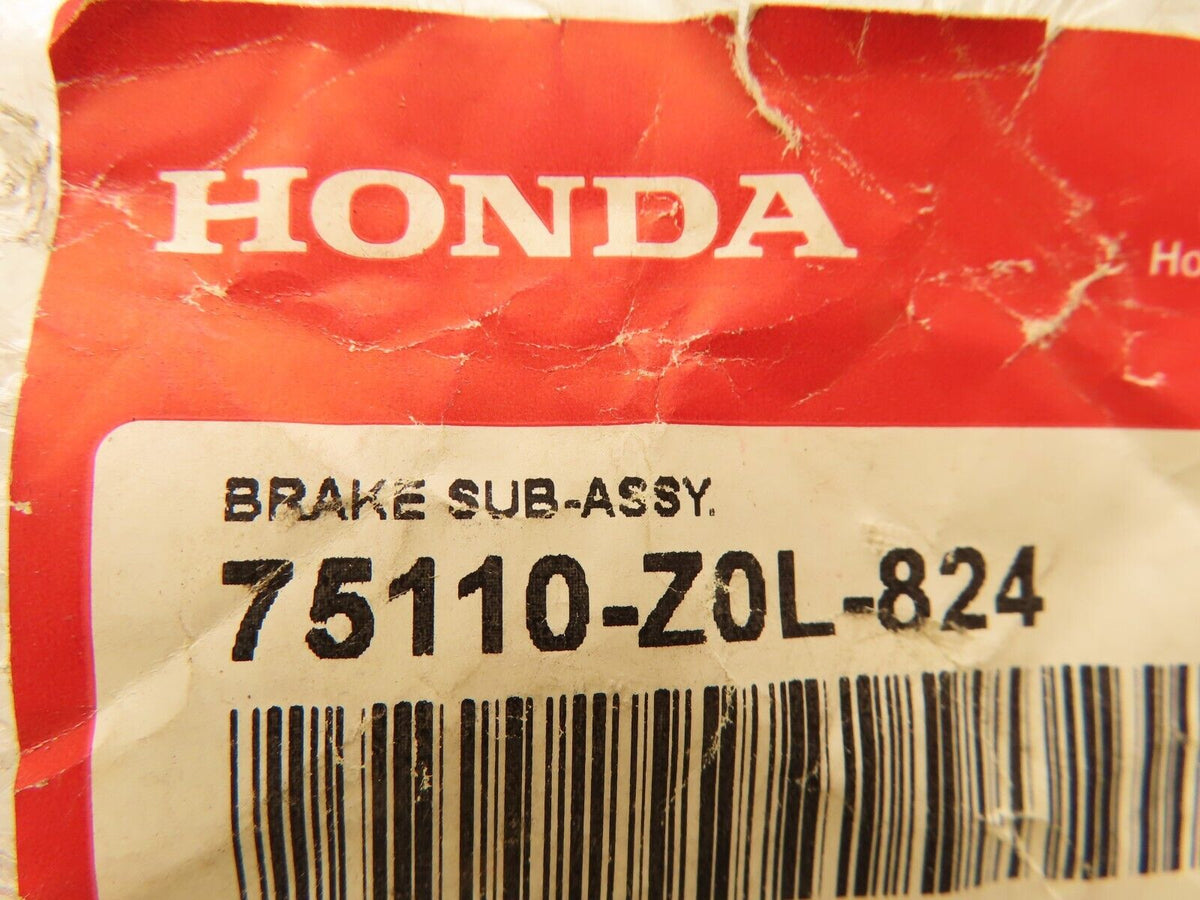 HONDA
Ho
BRAKE SUB-ASSY.
75110-Z0L-824